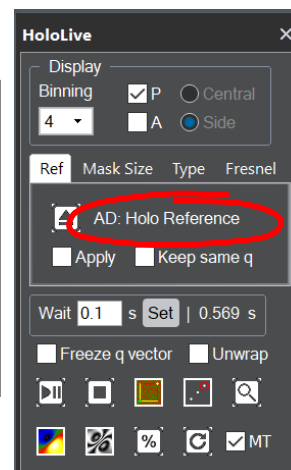 HoloLive ×
Display
Binning P Central
4 A Side
Ref Mask Size Type Fresnel
AD: Holo Reference
Apply Keep same q
Wait 0.1 s Set | 0.569 s
Freeze q vector Unwrap
% % C MT